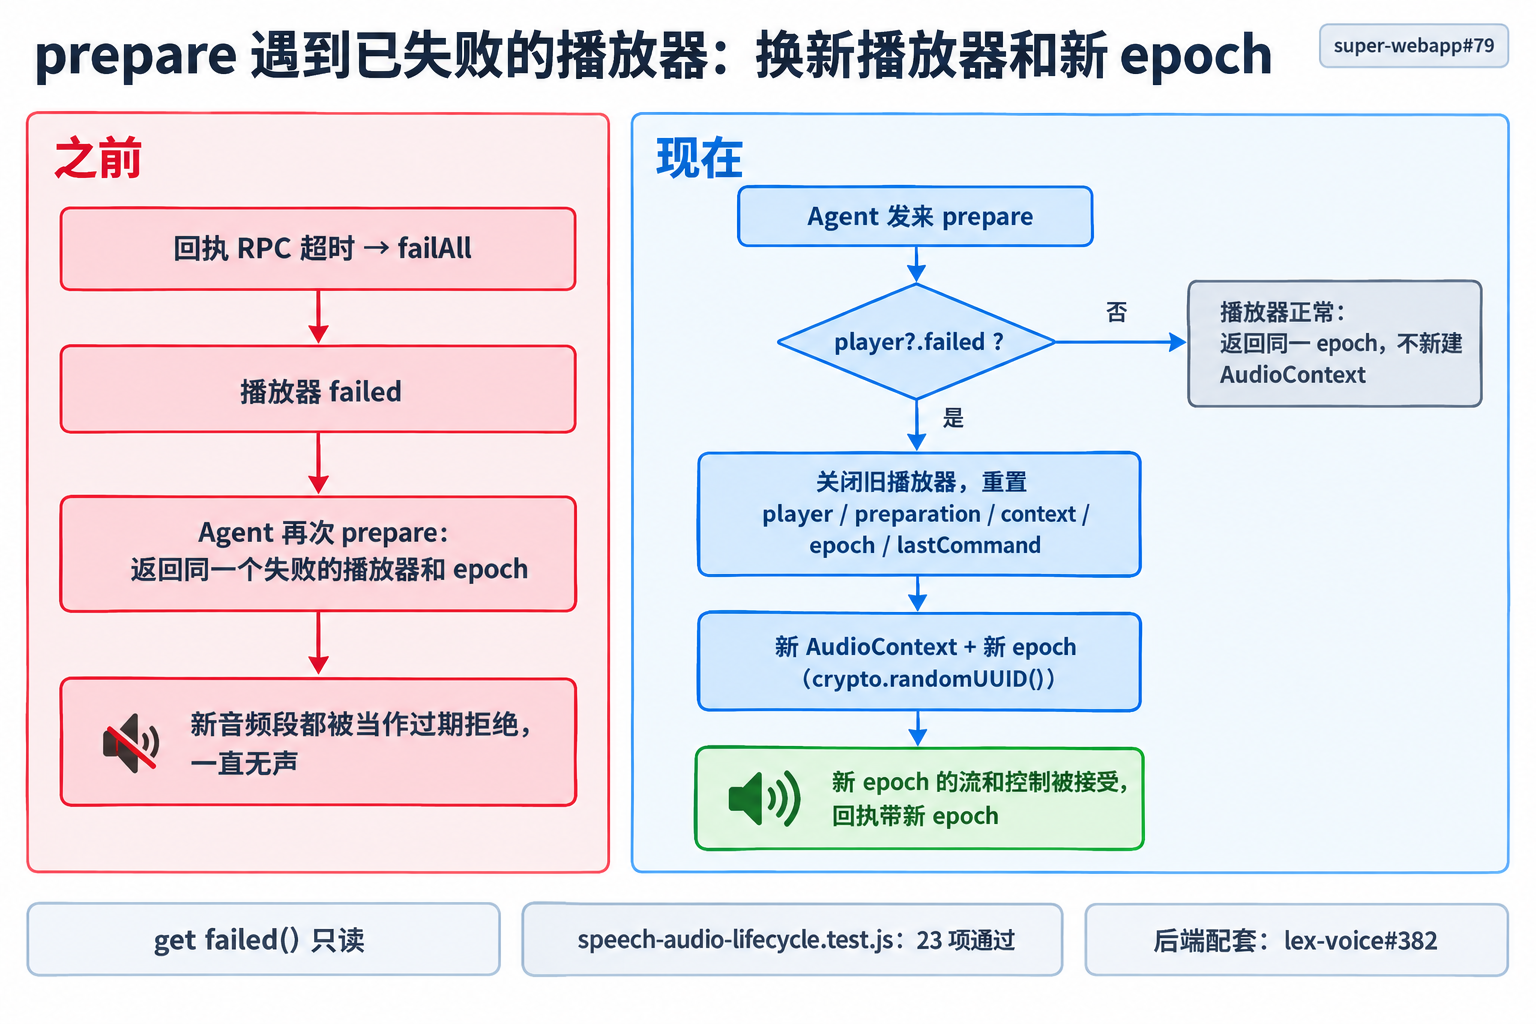 prepare 遇到已失败的播放器：换新播放器和新 epoch
super-webapp#79
之前
回执 RPC 超时 → failAll
播放器 failed
Agent 再次 prepare：
返回同一个失败的播放器和 epoch
新音频段都被当作过期拒绝，
一直无声
现在
Agent 发来 prepare
player?.failed ?
否
播放器正常：
返回同一 epoch，不新建
AudioContext
是
关闭旧播放器，重置
player / preparation / context /
epoch / lastCommand
新 AudioContext + 新 epoch
（crypto.randomUUID()）
新 epoch 的流和控制被接受，
回执带新 epoch
get failed() 只读
speech-audio-lifecycle.test.js：23 项通过
后端配套：lex-voice#382